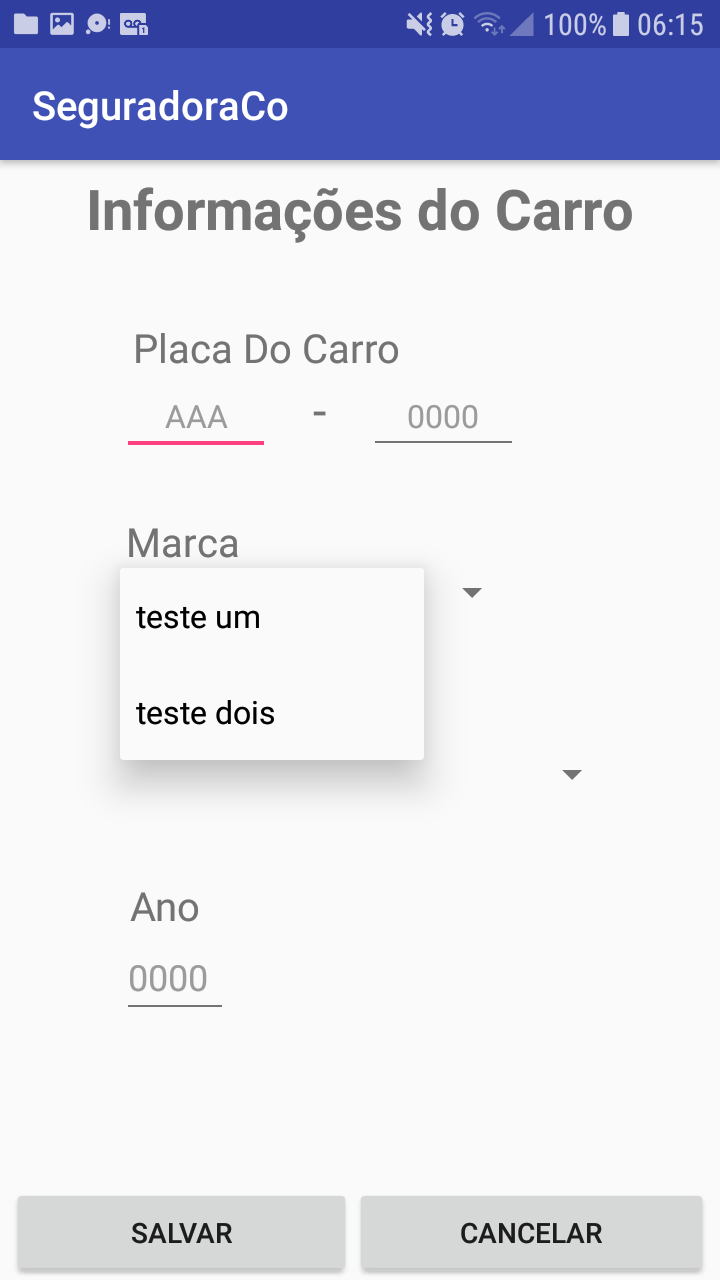 100% 06:15
SeguradoraCo
Informações do Carro
Placa Do Carro
AAA - 0000
Marca
teste um
teste dois
Ano
0000
SALVAR CANCELAR